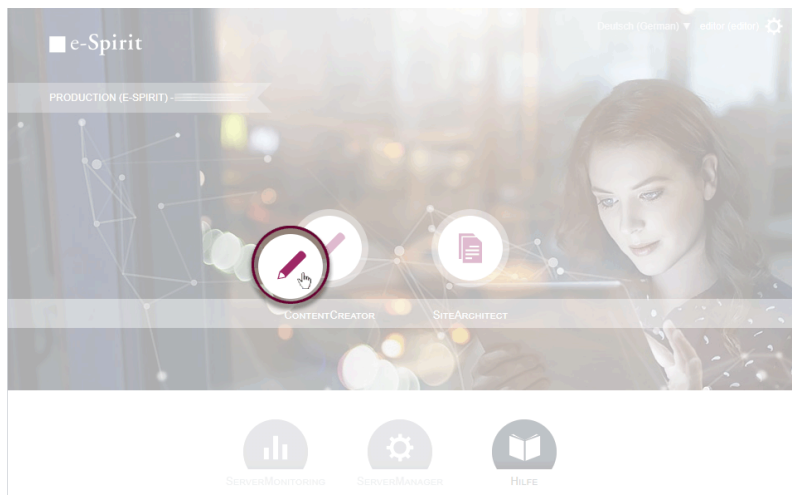 Deutsch (German) ▼ editor (editor)
e-Spirit
PRODUCTION (E-SPIRIT) -
CONTENTCREATOR SITEARCHITECT
SERVERMONITORING SERVERMANAGER HILFE